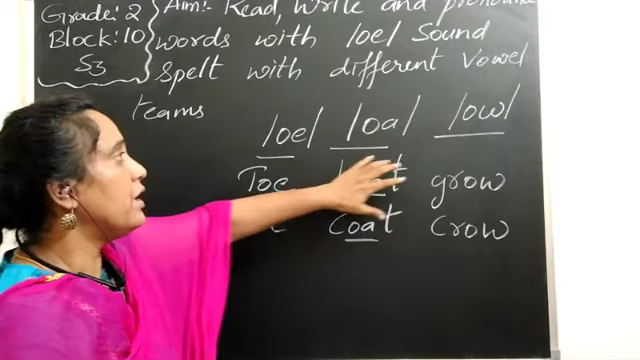 Grade: 2
Block: 10
S3
Aim:- Read, write and pronounce
words with /oe/ Sound
Spelt with different Vowel
teams
/oe/ /oa/ /ow/
Toe grow
Coat Crow